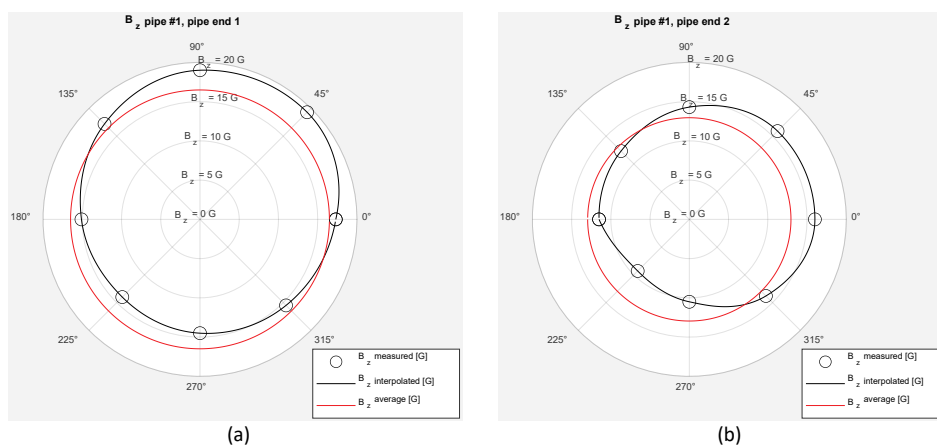 B z pipe #1, pipe end 1
90°
B z = 20 G
135°
45°
B z = 15 G
B z = 10 G
B z = 5 G
180°
B z = 0 G
0°
225°
315°
270°
B z measured [G]
B z interpolated [G]
B z average [G]
(a)
B z pipe #1, pipe end 2
90°
B z = 20 G
135°
45°
B z = 15 G
B z = 10 G
B z = 5 G
180°
B z = 0 G
0°
225°
315°
270°
B z measured [G]
B z interpolated [G]
B z average [G]
(b)